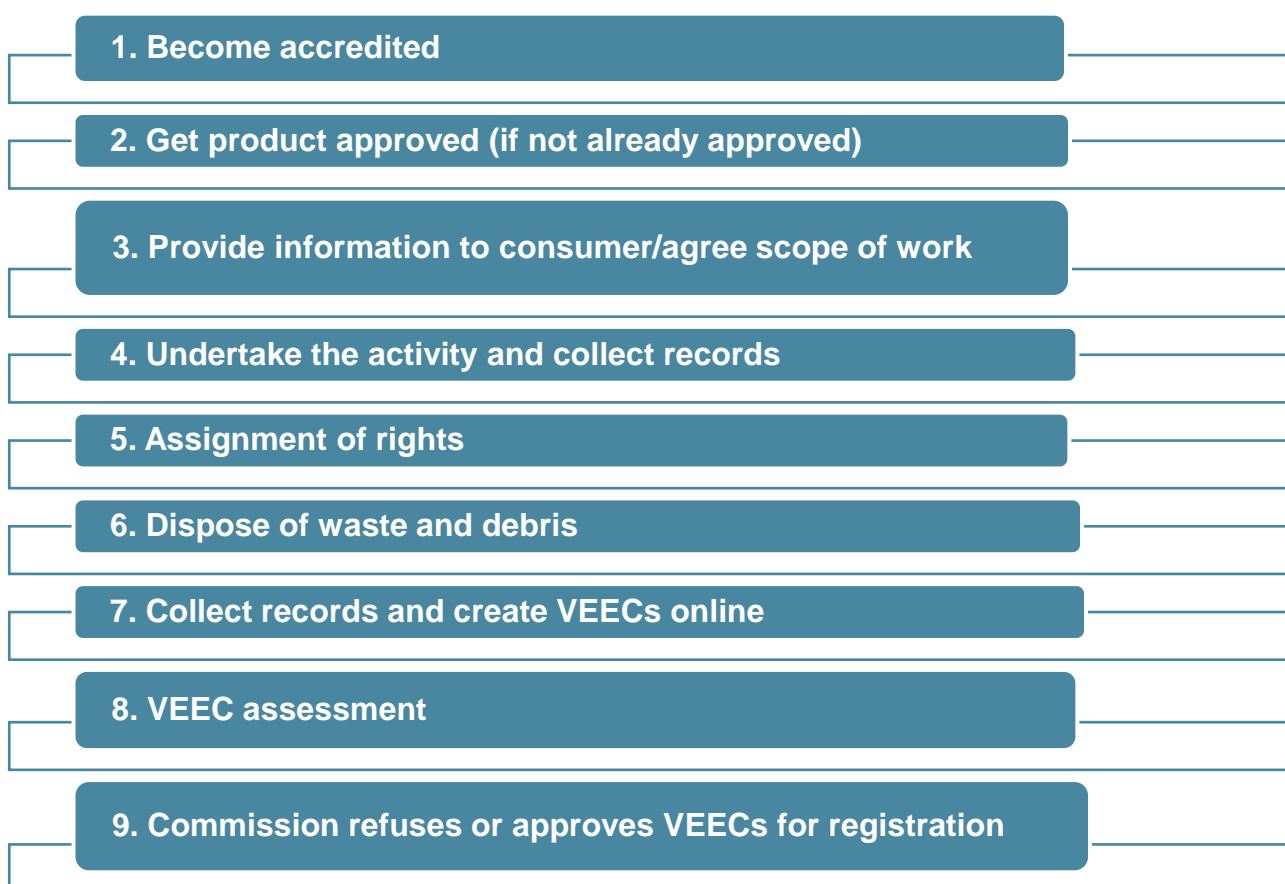 1. Become accredited
2. Get product approved (if not already approved)
3. Provide information to consumer/agree scope of work
4. Undertake the activity and collect records
5. Assignment of rights
6. Dispose of waste and debris
7. Collect records and create VEECs online
8. VEEC assessment
9. Commission refuses or approves VEECs for registration